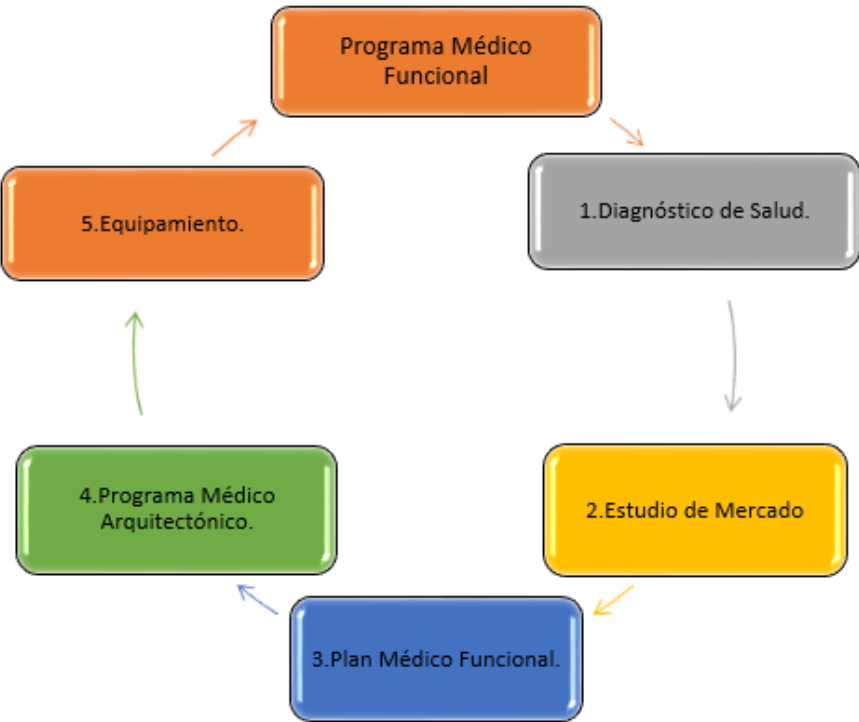 Programa Médico
Funcional
1.Diagnóstico de Salud.
2.Estudio de Mercado
3.Plan Médico Funcional.
4.Programa Médico
Arquitectónico.
5.Equipamiento.